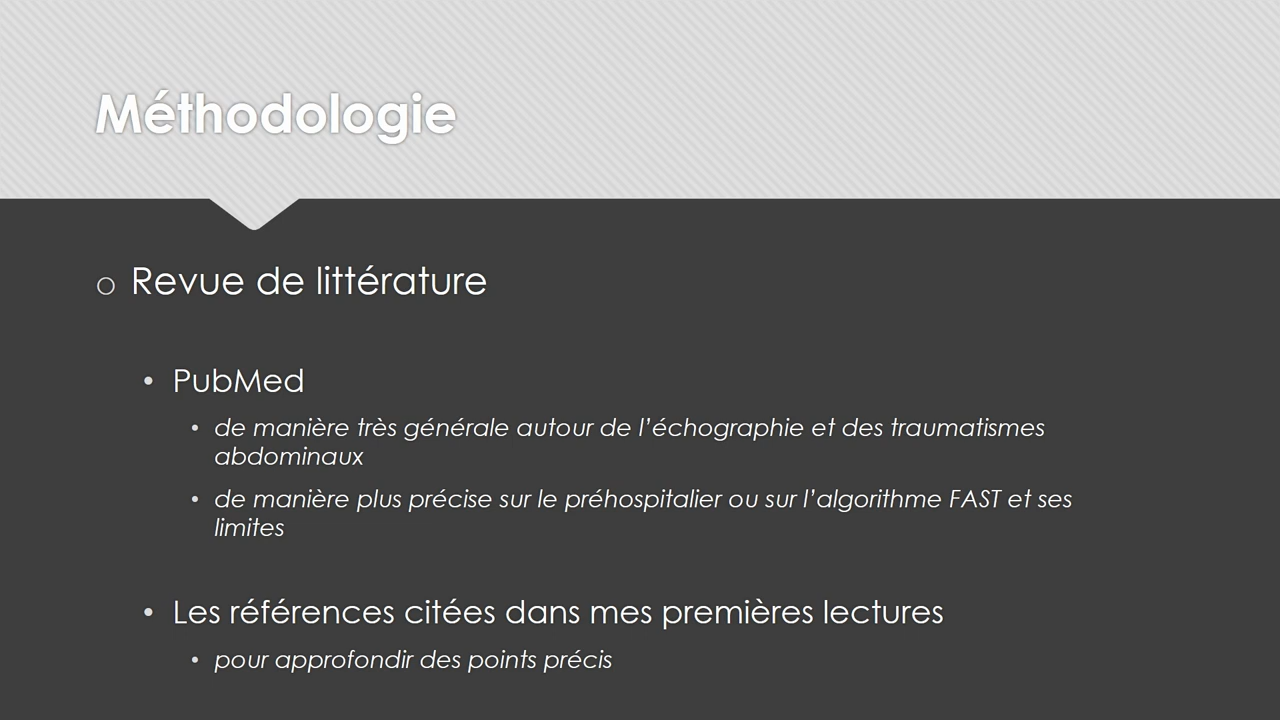 Méthodologie
o Revue de littérature
• PubMed
• de manière très générale autour de l’échographie et des traumatismes
abdominaux
• de manière plus précise sur le préhospitalier ou sur l’algorithme FAST et ses
limites
• Les références citées dans mes premières lectures
• pour approfondir des points précis